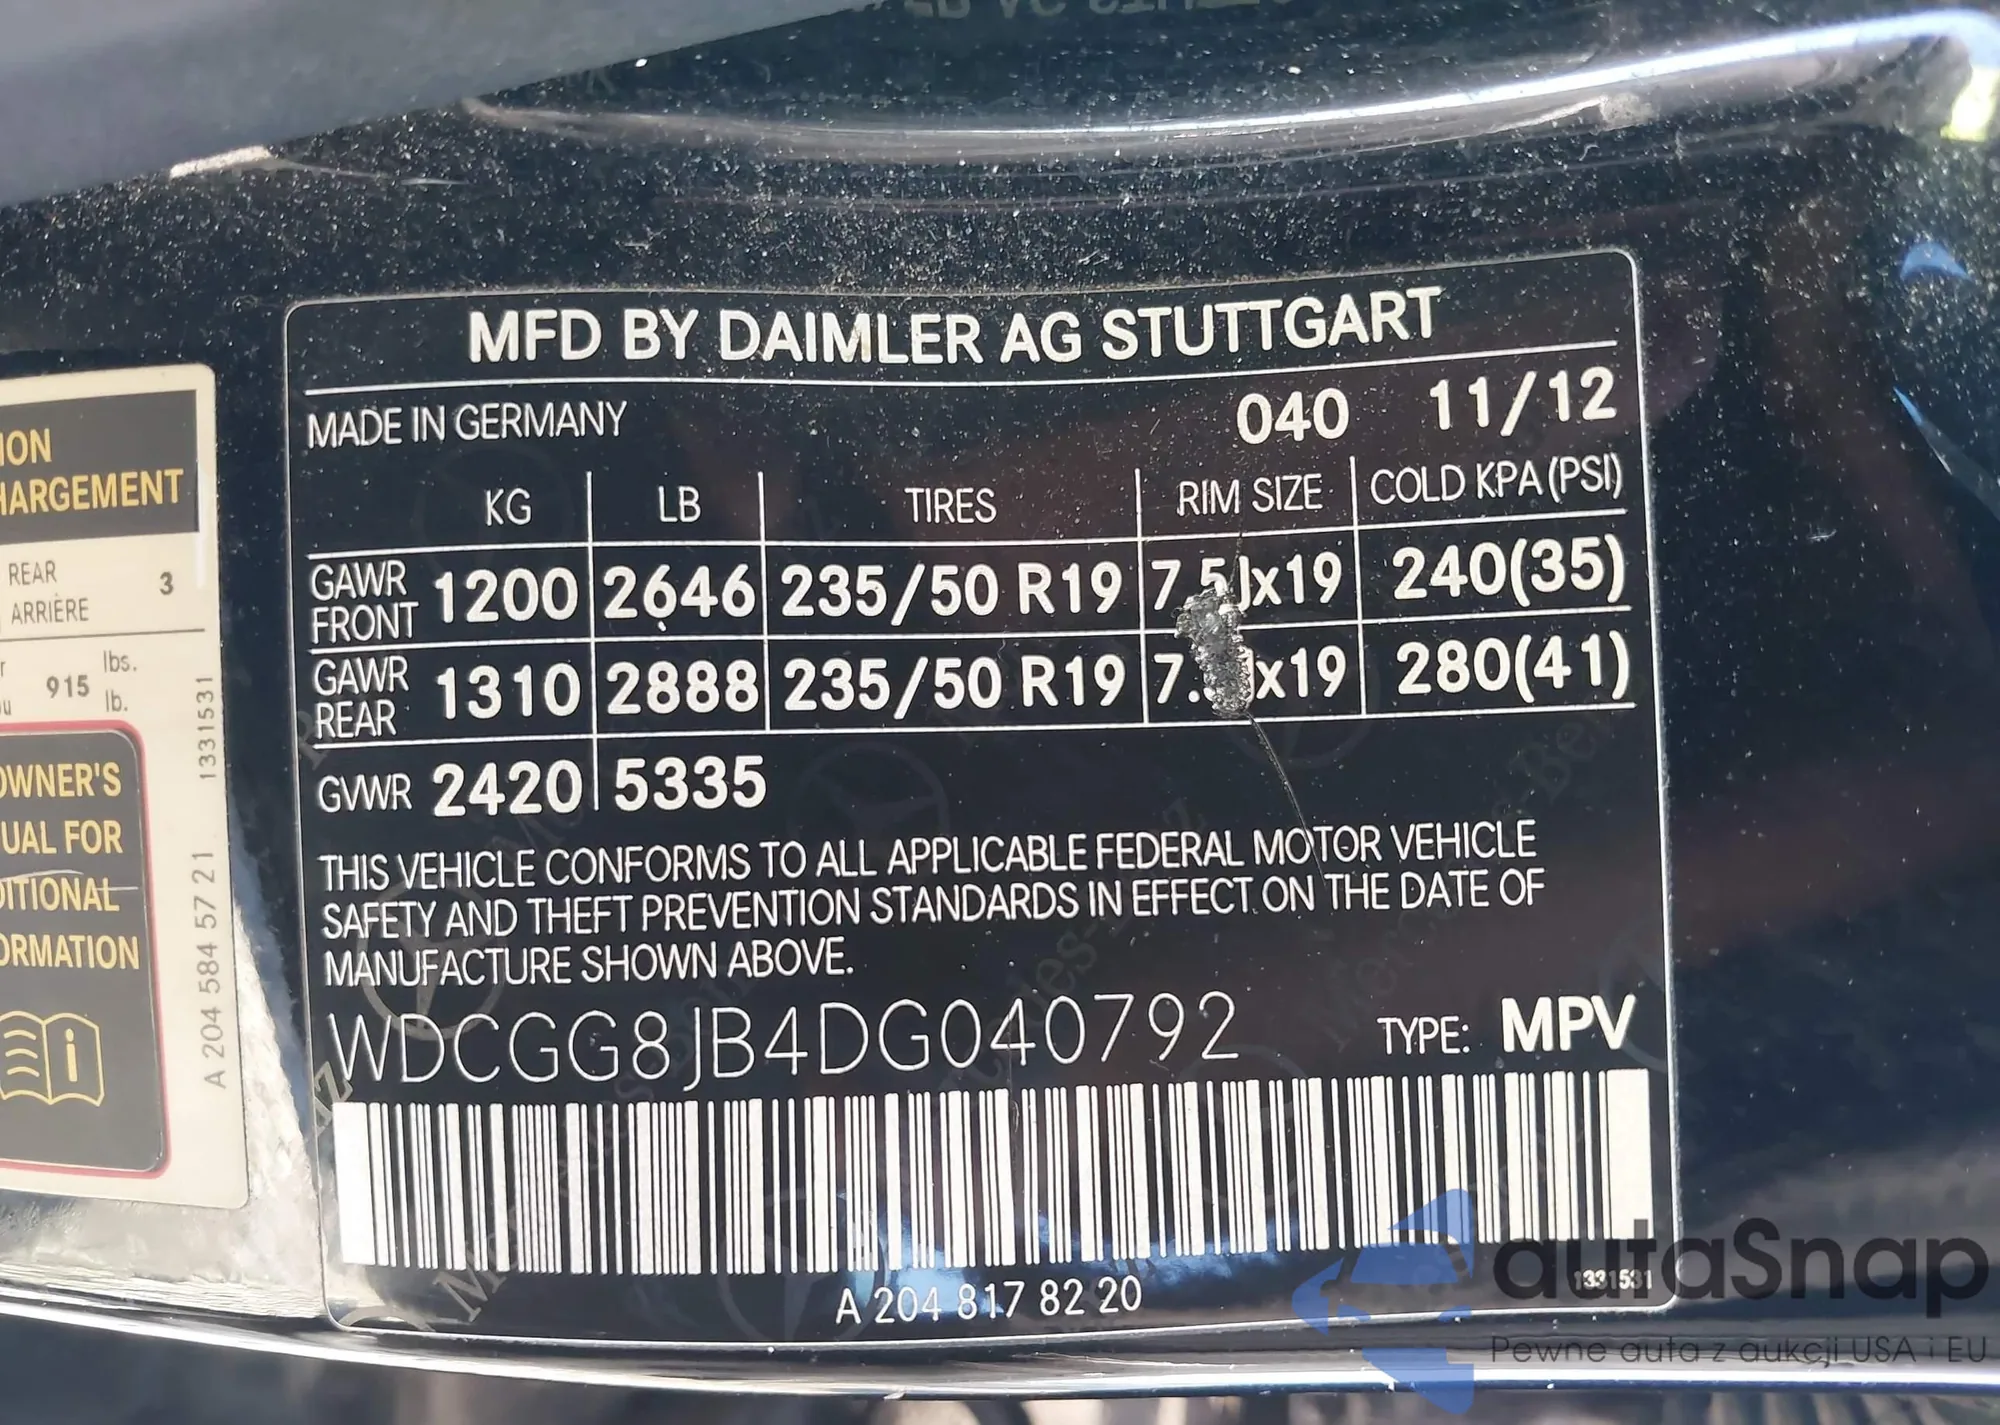 MFD BY DAIMLER AG STUTTGART
MADE IN GERMANY 040 11/12
KG LB TIRES RIM SIZE COLD KPA (PSI)
GAWR FRONT 1200 2646 235/50 R19 7.5Jx19 240(35)
GAWR REAR 1310 2888 235/50 R19 7. Jx19 280(41)
GVWR 2420 5335
THIS VEHICLE CONFORMS TO ALL APPLICABLE FEDERAL MOTOR VEHICLE
SAFETY AND THEFT PREVENTION STANDARDS IN EFFECT ON THE DATE OF
MANUFACTURE SHOWN ABOVE.
WDCGG8JB4DG040792 TYPE: MPV
A 204 817 82 20
1331531
ION
HARGEMENT
REAR
ARRIÈRE 3
915 lbs.
lb.
OWNER'S
UAL FOR
DITIONAL
ORMATION
A 204 584 57 21 1331531
autaSnap
Pewne auta z aukcji USA i EU